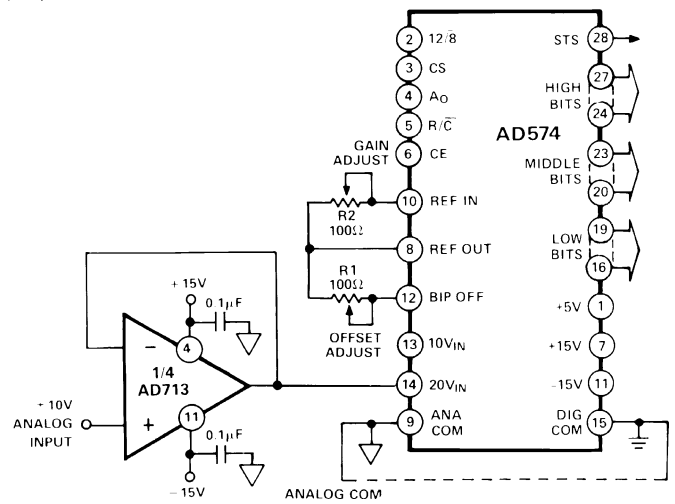 2 12/8̅
3 CS
4 AO
5 R/C̅
6 CE
10 REF IN
8 REF OUT
12 BIP OFF
13 10VIN
14 20VIN
9 ANA COM
AD574
STS 28
27
HIGH
BITS
24
23
MIDDLE
BITS
20
19
LOW
BITS
16
+5V 1
+15V 7
-15V 11
DIG COM 15
GAIN
ADJUST
R2
100Ω
R1
100Ω
OFFSET
ADJUST
+15V
0.1μF
4
−
1/4
AD713
+
11
0.1μF
−15V
+10V
ANALOG
INPUT
ANALOG COM